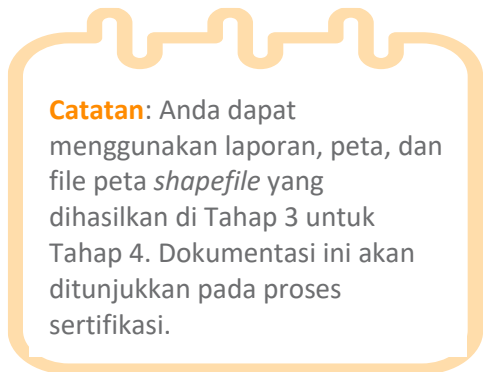 Catatan: Anda dapat
menggunakan laporan, peta, dan
file peta shapefile yang
dihasilkan di Tahap 3 untuk
Tahap 4. Dokumentasi ini akan
ditunjukkan pada proses
sertifikasi.